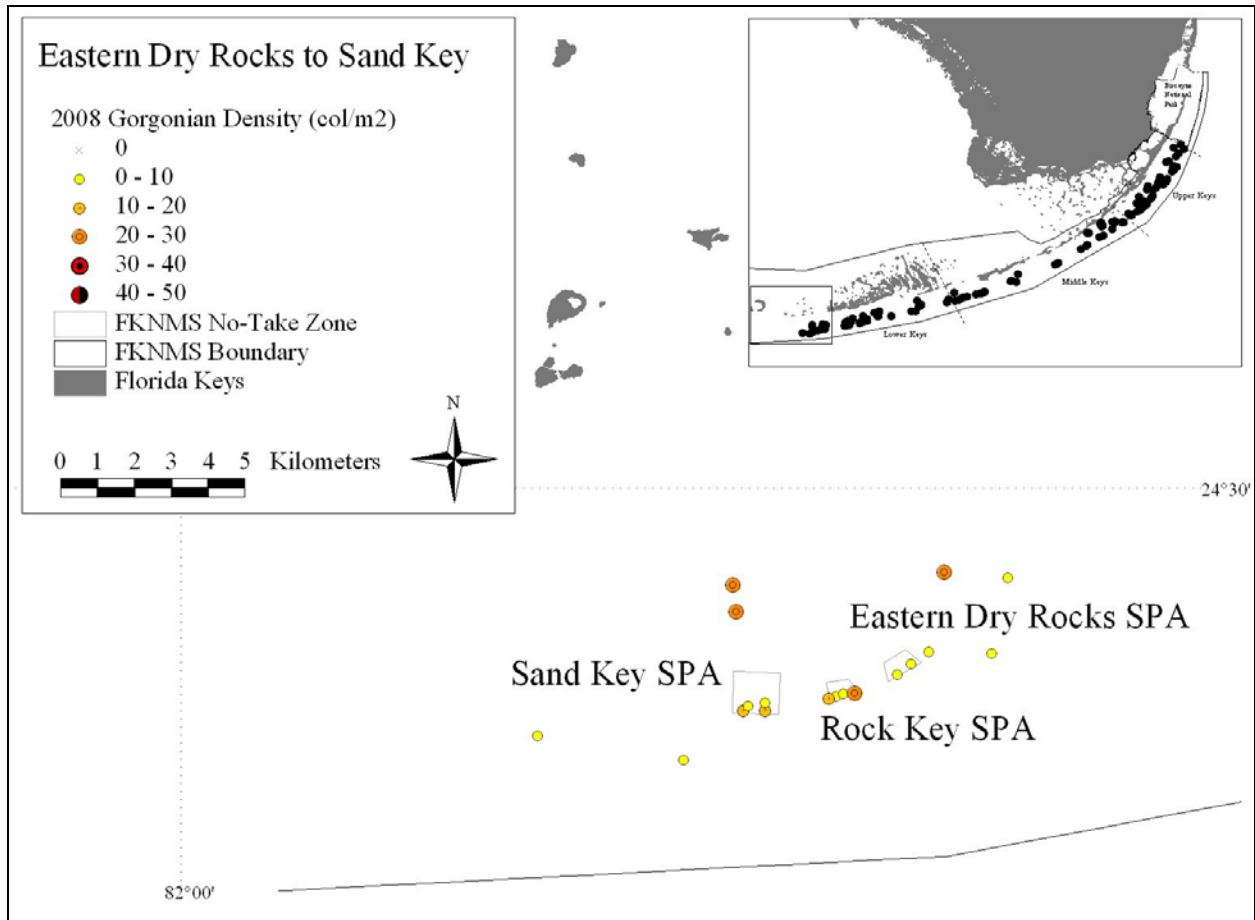 Eastern Dry Rocks to Sand Key
2008 Gorgonian Density (col/m2)
0
0 - 10
10 - 20
20 - 30
30 - 40
40 - 50
FKNMS No-Take Zone
FKNMS Boundary
Florida Keys
N
0 1 2 3 4 5 Kilometers
Biscayne
National
Park
Upper Keys
Middle Keys
Lower Keys
24°30'
Eastern Dry Rocks SPA
Sand Key SPA
Rock Key SPA
82°00'